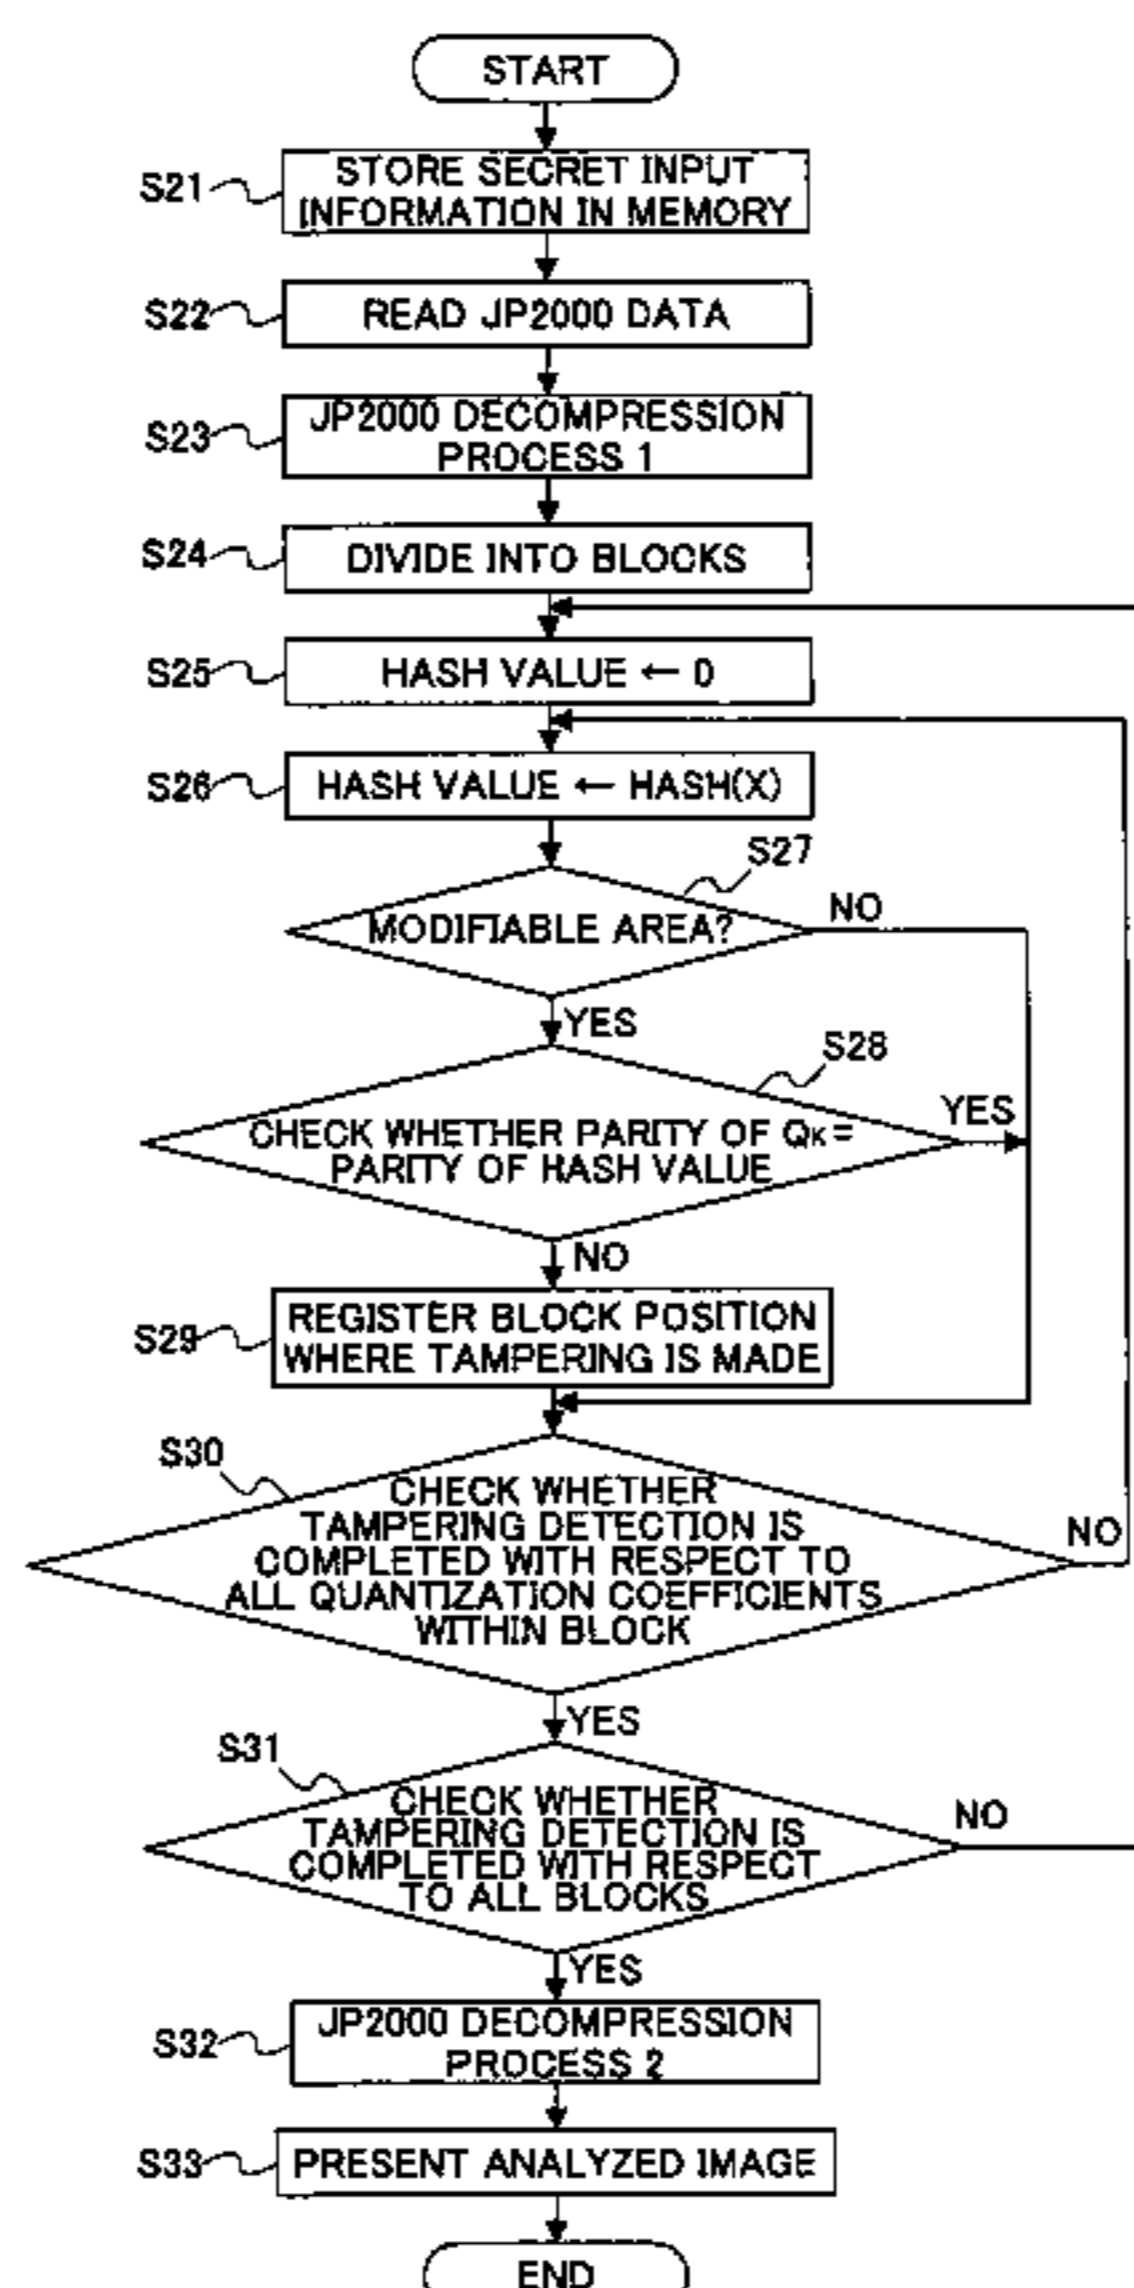 START
S21
STORE SECRET INPUT
INFORMATION IN MEMORY
S22
READ JP2000 DATA
S23
JP2000 DECOMPRESSION
PROCESS 1
S24
DIVIDE INTO BLOCKS
S25
HASH VALUE ← 0
S26
HASH VALUE ← HASH(X)
S27
MODIFIABLE AREA?
NO
YES
S28
CHECK WHETHER PARITY OF QK =
PARITY OF HASH VALUE
YES
NO
S29
REGISTER BLOCK POSITION
WHERE TAMPERING IS MADE
S30
CHECK WHETHER
TAMPERING DETECTION IS
COMPLETED WITH RESPECT TO
ALL QUANTIZATION COEFFICIENTS
WITHIN BLOCK
NO
YES
S31
CHECK WHETHER
TAMPERING DETECTION IS
COMPLETED WITH RESPECT
TO ALL BLOCKS
NO
YES
S32
JP2000 DECOMPRESSION
PROCESS 2
S33
PRESENT ANALYZED IMAGE
END